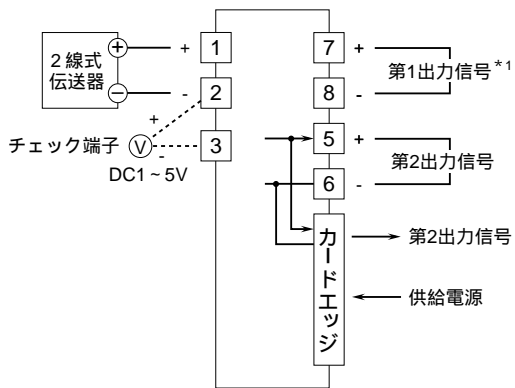 2線式
伝送器
+
−
+
-
1
2
3
+
-
チェック端子
V
DC1~5V
7
8
5
6
+
-
第1出力信号*1
+
-
第2出力信号
カードエッジ
第2出力信号
供給電源